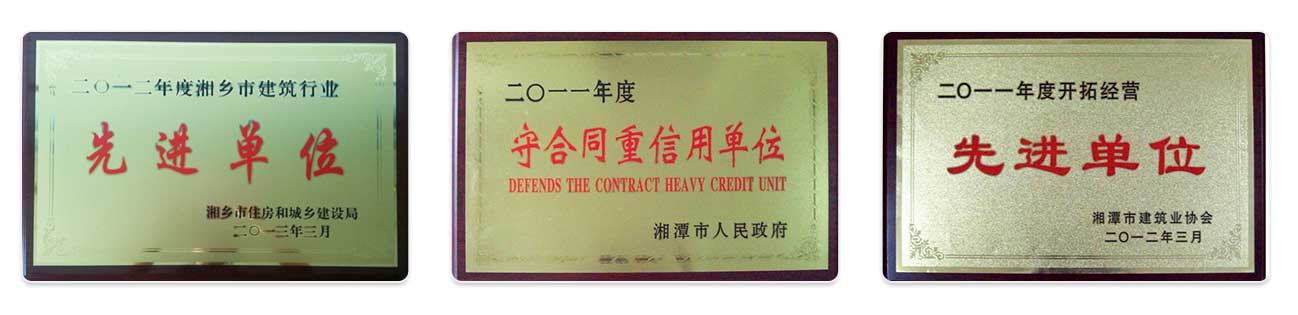 二〇一二年度湘乡市建筑行业
先进单位
湘乡市住房和城乡建设局
二〇一三年三月
二〇一一年度
守合同重信用单位
DEFENDS THE CONTRACT HEAVY CREDIT UNIT
湘潭市人民政府
二〇一一年度开拓经营
先进单位
湘潭市建筑业协会
二〇一二年三月